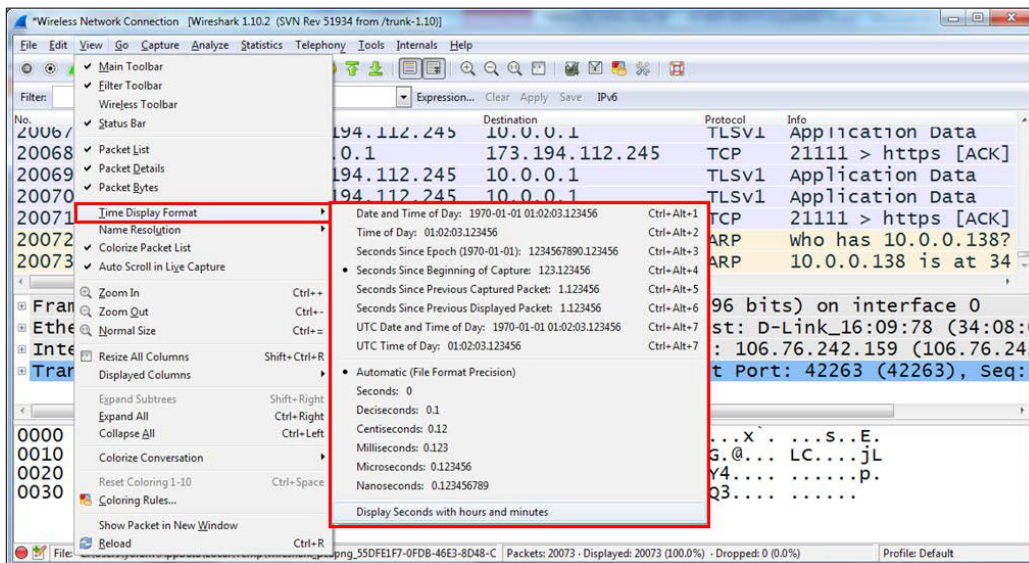 *Wireless Network Connection [Wireshark 1.10.2 (SVN Rev 51934 from /trunk-1.10)]
File Edit View Go Capture Analyze Statistics Telephony Tools Internals Help
Main Toolbar
Filter Toolbar
Wireless Toolbar
Status Bar
Packet List
Packet Details
Packet Bytes
Time Display Format
Name Resolution
Colorize Packet List
Auto Scroll in Live Capture
Zoom In Ctrl++
Zoom Out Ctrl+-
Normal Size Ctrl+=
Resize All Columns Shift+Ctrl+R
Displayed Columns
Expand Subtrees Shift+Right
Expand All Ctrl+Right
Collapse All Ctrl+Left
Colorize Conversation
Reset Coloring 1-10 Ctrl+Space
Coloring Rules...
Show Packet in New Window
Reload Ctrl+R
Filter: Expression... Clear Apply Save IPv6
No. Destination Protocol Info
20067 194.112.245 10.0.0.1 TLSv1 Application Data
20068 .0.1 173.194.112.245 TCP 21111 > https [ACK]
20069 194.112.245 10.0.0.1 TLSv1 Application Data
20070 194.112.245 10.0.0.1 TLSv1 Application Data
20071 TCP 21111 > https [ACK]
20072 ARP Who has 10.0.0.138?
20073 ARP 10.0.0.138 is at 34
Date and Time of Day: 1970-01-01 01:02:03.123456 Ctrl+Alt+1
Time of Day: 01:02:03.123456 Ctrl+Alt+2
Seconds Since Epoch (1970-01-01): 1234567890.123456 Ctrl+Alt+3
Seconds Since Beginning of Capture: 123.123456 Ctrl+Alt+4
Seconds Since Previous Captured Packet: 1.123456 Ctrl+Alt+5
Seconds Since Previous Displayed Packet: 1.123456 Ctrl+Alt+6
UTC Date and Time of Day: 1970-01-01 01:02:03.123456 Ctrl+Alt+7
UTC Time of Day: 01:02:03.123456 Ctrl+Alt+7
Automatic (File Format Precision)
Seconds: 0
Deciseconds: 0.1
Centiseconds: 0.12
Milliseconds: 0.123
Microseconds: 0.123456
Nanoseconds: 0.123456789
Display Seconds with hours and minutes
Fram 96 bits) on interface 0
Ethe st: D-Link_16:09:78 (34:08:
Inte : 106.76.242.159 (106.76.24
Tran t Port: 42263 (42263), Seq:
0000 ...x`. ...s..E.
0010 G.@... LC....jL
0020 Y4.... ......p.
0030 Q3.... ......
File: png_55DFE1F7-0FDB-46E3-8D48-C Packets: 20073 · Displayed: 20073 (100.0%) · Dropped: 0 (0.0%) Profile: Default